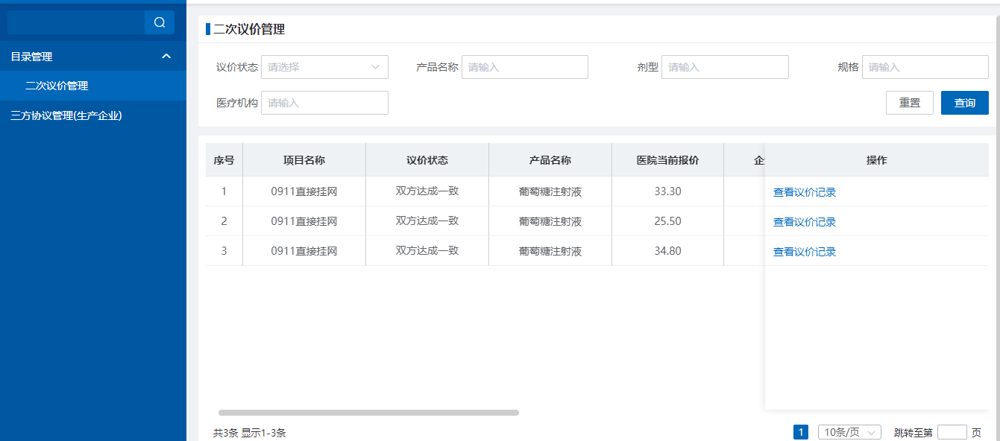 目录管理
二次议价管理
三方协议管理(生产企业)
二次议价管理
议价状态 请选择 产品名称 请输入 剂型 请输入 规格 请输入
医疗机构 请输入 重置 查询
序号 项目名称 议价状态 产品名称 医院当前报价 企 操作
1 0911直接挂网 双方达成一致 葡萄糖注射液 33.30 查看议价记录
2 0911直接挂网 双方达成一致 葡萄糖注射液 25.50 查看议价记录
3 0911直接挂网 双方达成一致 葡萄糖注射液 34.80 查看议价记录
共3条 显示1-3条 1 10条/页 跳转至第 页